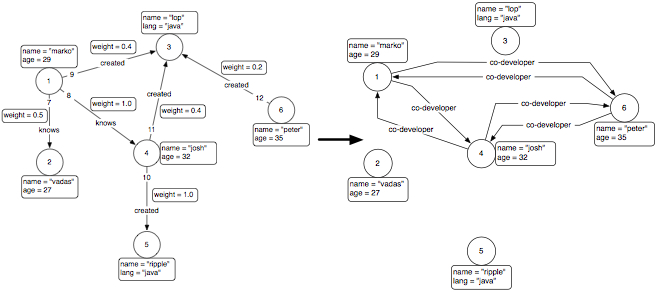 name = "lop"
lang = "java"
weight = 0.4
3
name = "marko"
age = 29
created
weight = 0.2
1
9
8
7
created
weight = 0.5
weight = 1.0
weight = 0.4
12
6
knows
knows
11
name = "peter"
age = 35
2
4
name = "josh"
age = 32
10
name = "vadas"
age = 27
weight = 1.0
created
5
name = "ripple"
lang = "java"
name = "lop"
lang = "java"
3
name = "marko"
age = 29
co-developer
1
co-developer
co-developer
co-developer
6
co-developer
co-developer
name = "peter"
age = 35
2
4
name = "josh"
age = 32
name = "vadas"
age = 27
5
name = "ripple"
lang = "java"